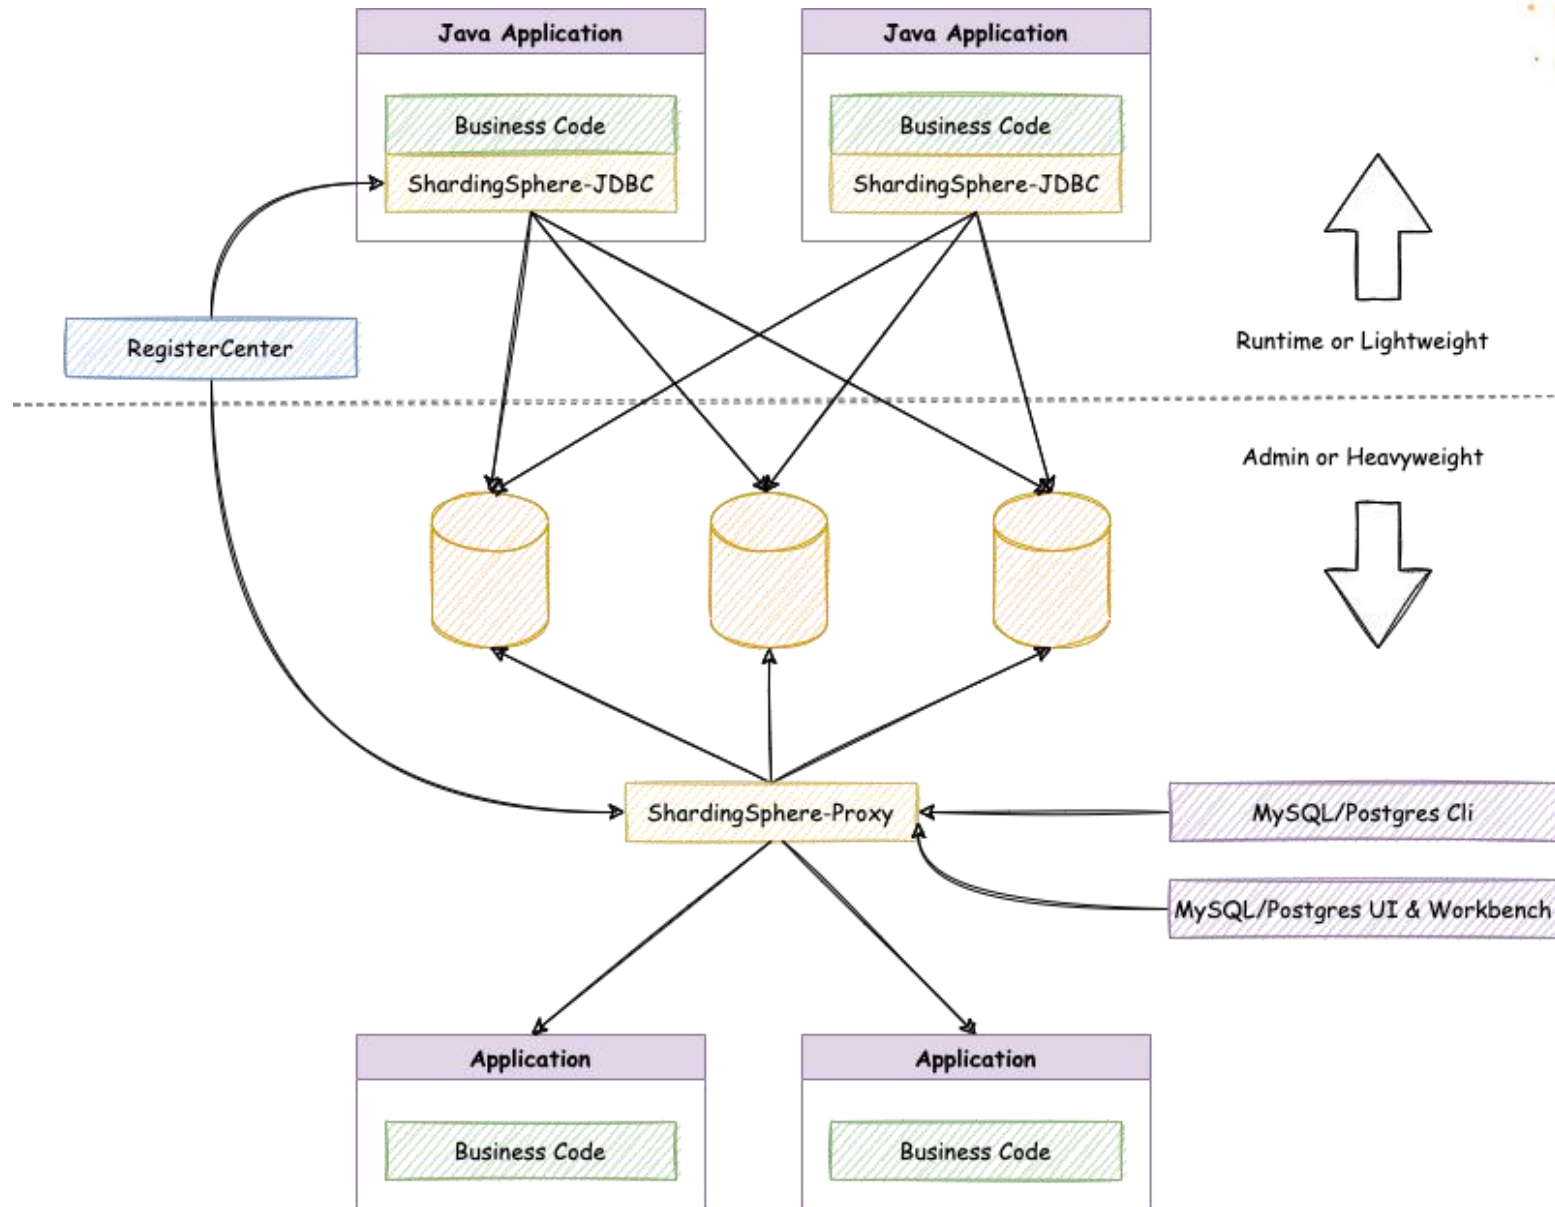 Java Application
Java Application
Business Code
Business Code
ShardingSphere-JDBC
ShardingSphere-JDBC
RegisterCenter
Runtime or Lightweight
Admin or Heavyweight
ShardingSphere-Proxy
MySQL/Postgres Cli
MySQL/Postgres UI & Workbench
Application
Application
Business Code
Business Code